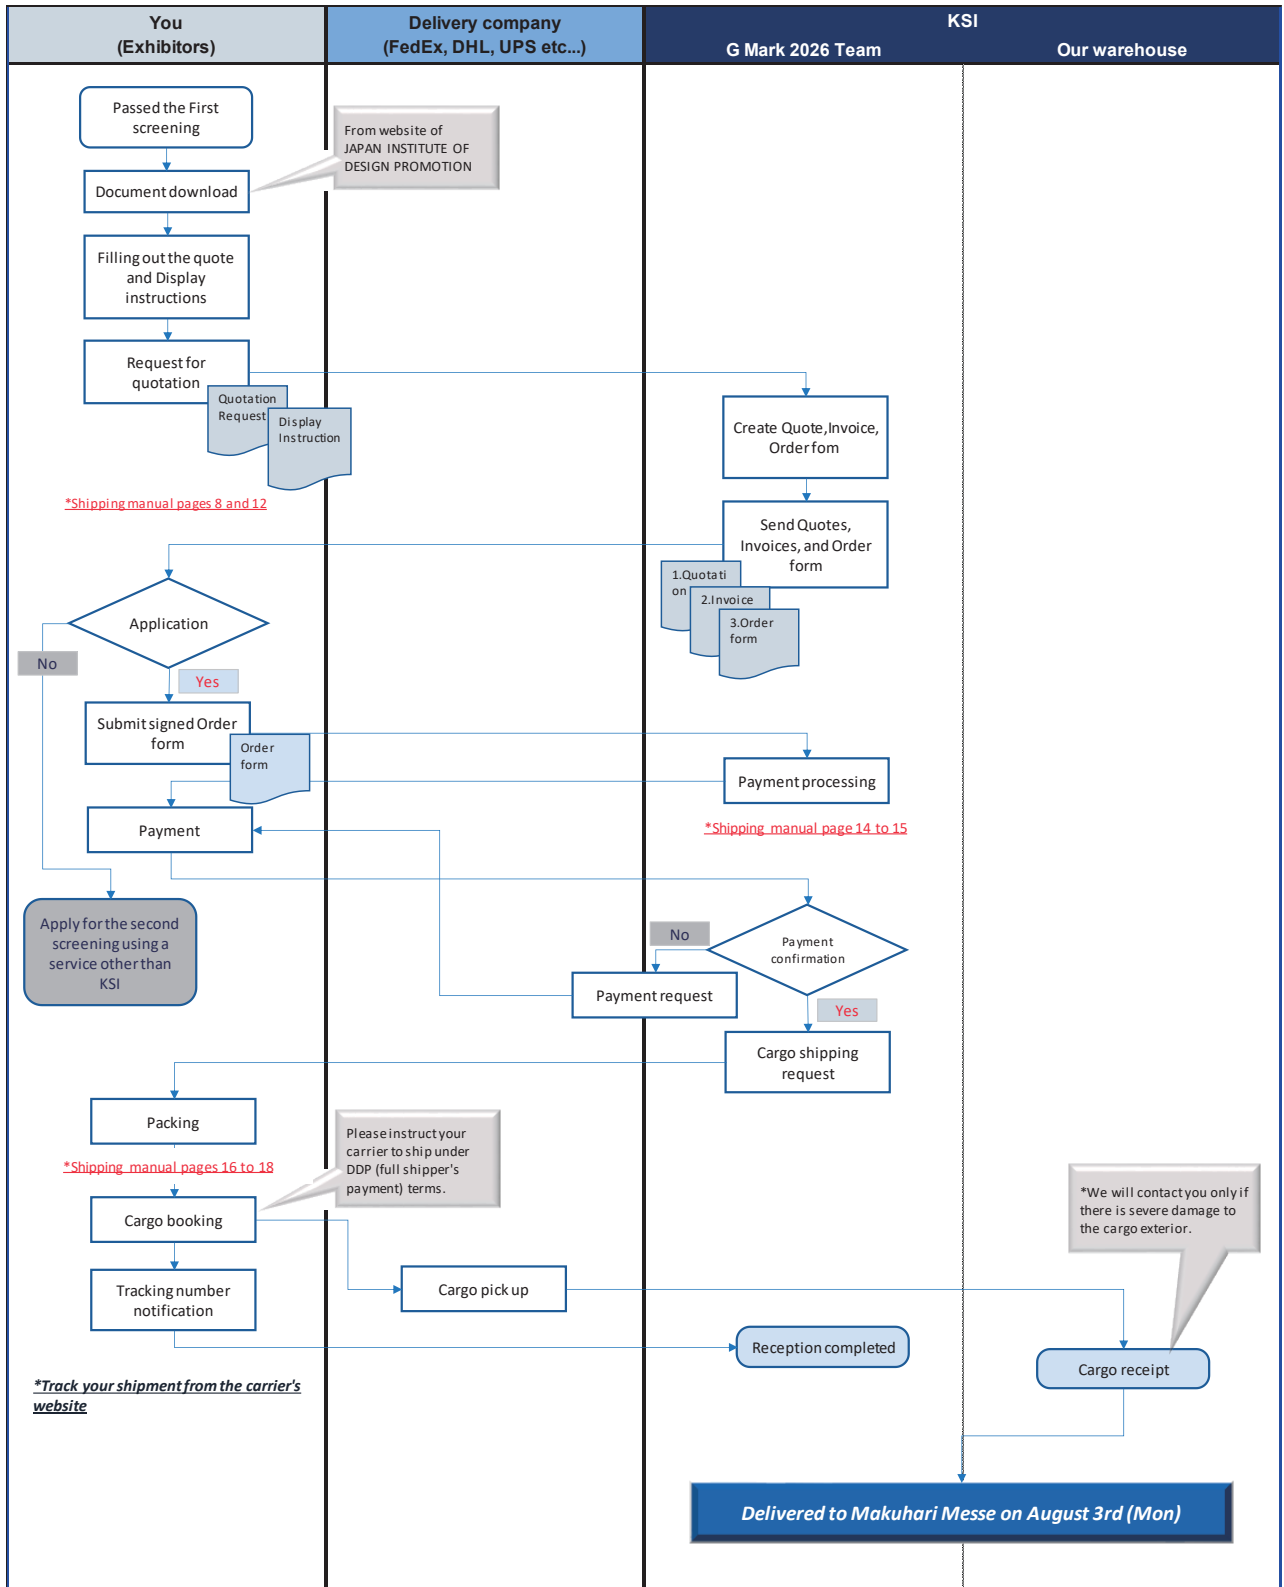 You
(Exhibitors)
Delivery company
(FedEx, DHL, UPS etc...)
KSI
G Mark 2026 Team
Our warehouse
Passed the First
screening
From website of
JAPAN INSTITUTE OF
DESIGN PROMOTION
Document download
Filling out the quote
and Display
instructions
Request for
quotation
Quotation
Request
Display
Instruction
*Shipping manual pages 8 and 12
Create Quote,Invoice,
Order fom
Send Quotes,
Invoices, and Order
form
1.Quotati
on
2.Invoice
3.Order
form
Application
No
Yes
Submit signed Order
form
Order
form
Payment processing
*Shipping manual page 14 to 15
Payment
Apply for the second
screening using a
service other than
KSI
Payment
confirmation
No
Payment request
Yes
Cargo shipping
request
Packing
*Shipping manual pages 16 to 18
Please instruct your
carrier to ship under
DDP (full shipper's
payment) terms.
Cargo booking
*We will contact you only if
there is severe damage to
the cargo exterior.
Tracking number
notification
Cargo pick up
Reception completed
Cargo receipt
*Track your shipment from the carrier's
website
Delivered to Makuhari Messe on August 3rd (Mon)